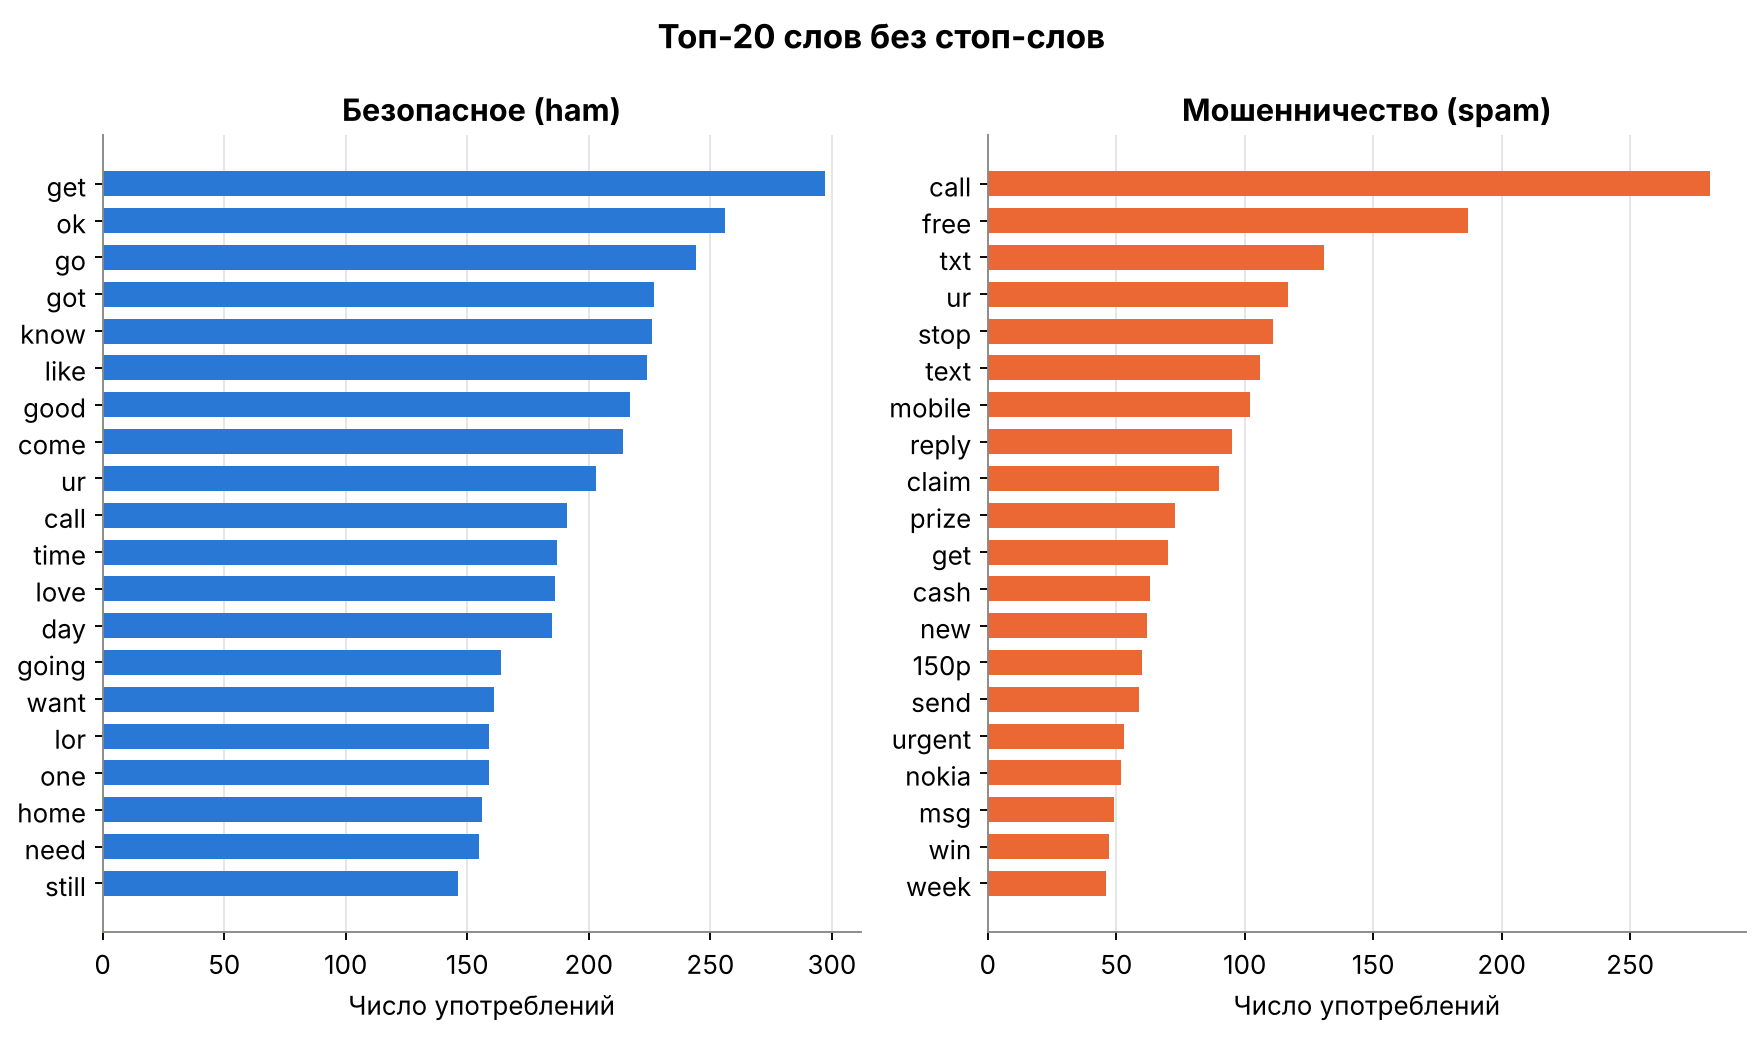 Топ-20 слов без стоп-слов
Безопасное (ham)
get
ok
go
got
know
like
good
come
ur
call
time
love
day
going
want
lor
one
home
need
still
0 50 100 150 200 250 300
Число употреблений
Мошенничество (spam)
call
free
txt
ur
stop
text
mobile
reply
claim
prize
get
cash
new
150p
send
urgent
nokia
msg
win
week
0 50 100 150 200 250
Число употреблений